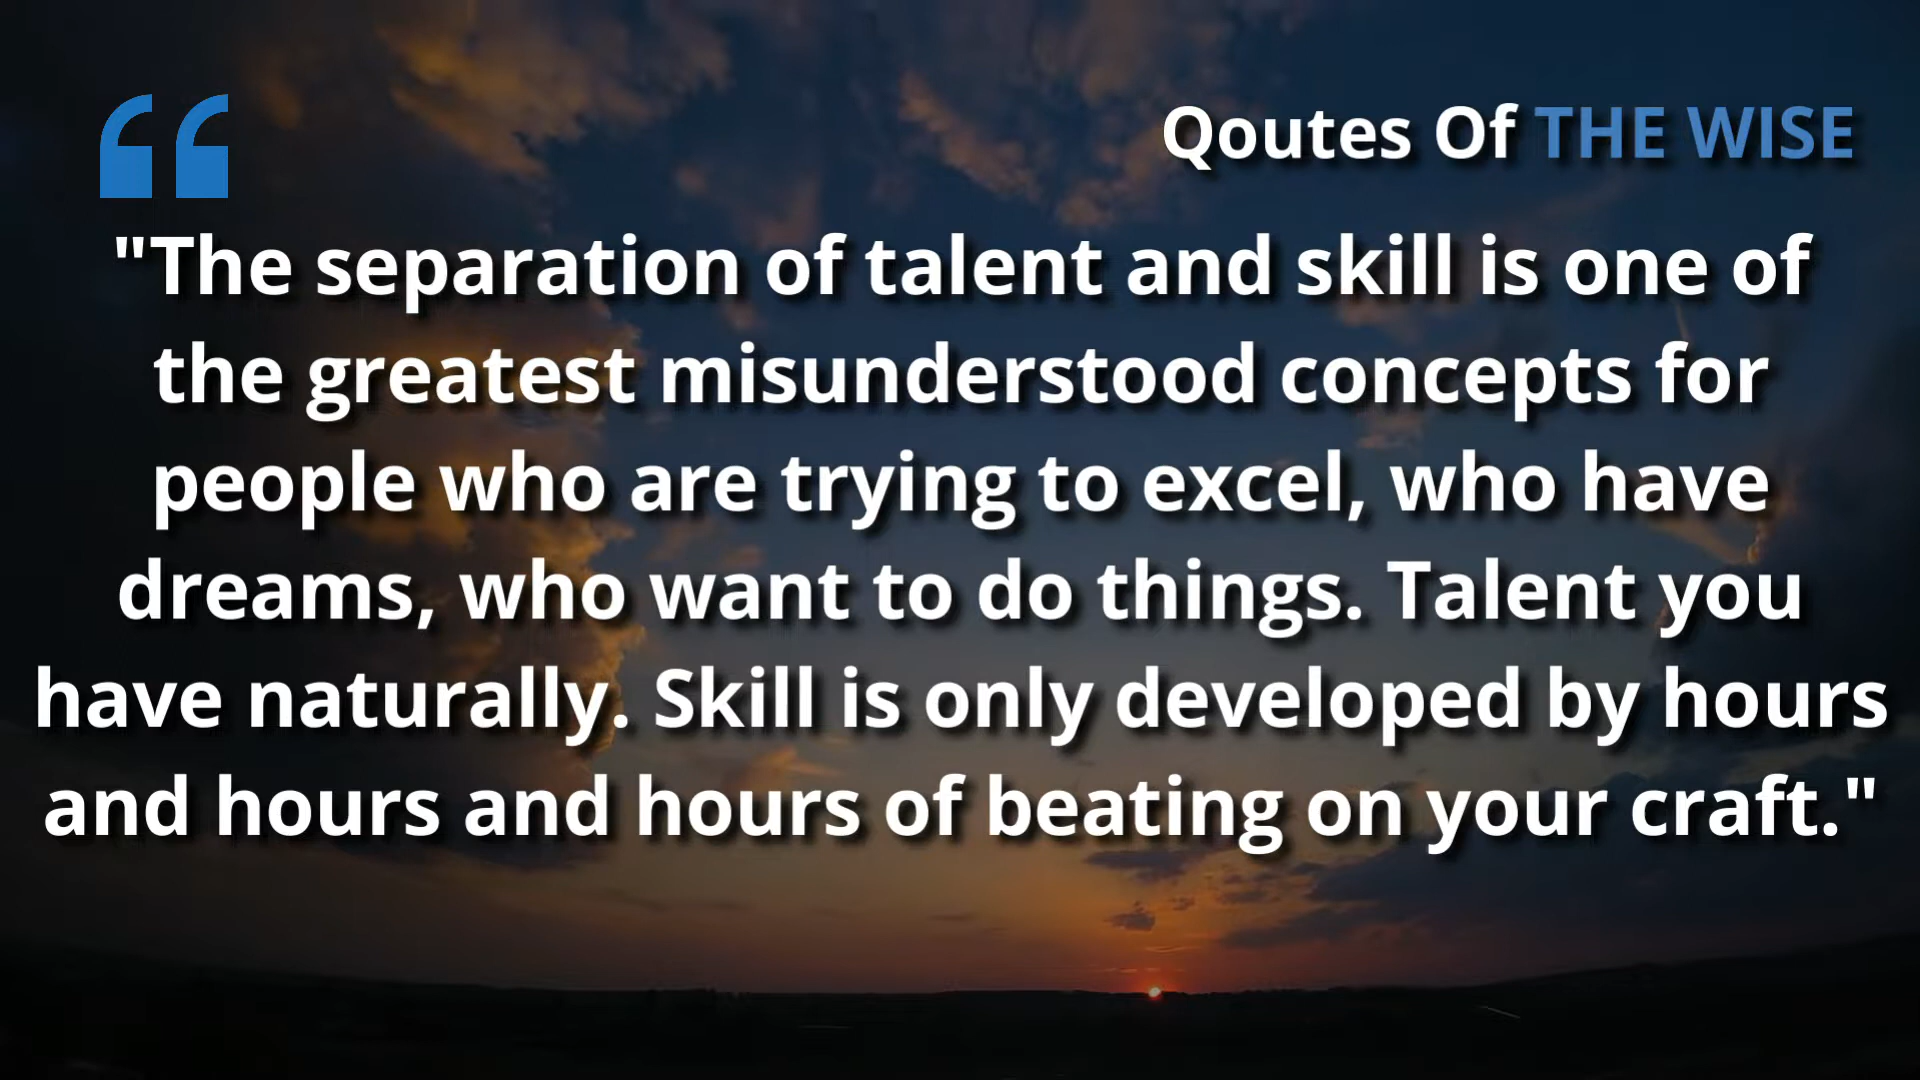 Qoutes Of THE WISE
"The separation of talent and skill is one of
the greatest misunderstood concepts for
people who are trying to excel, who have
dreams, who want to do things. Talent you
have naturally. Skill is only developed by hours
and hours and hours of beating on your craft."